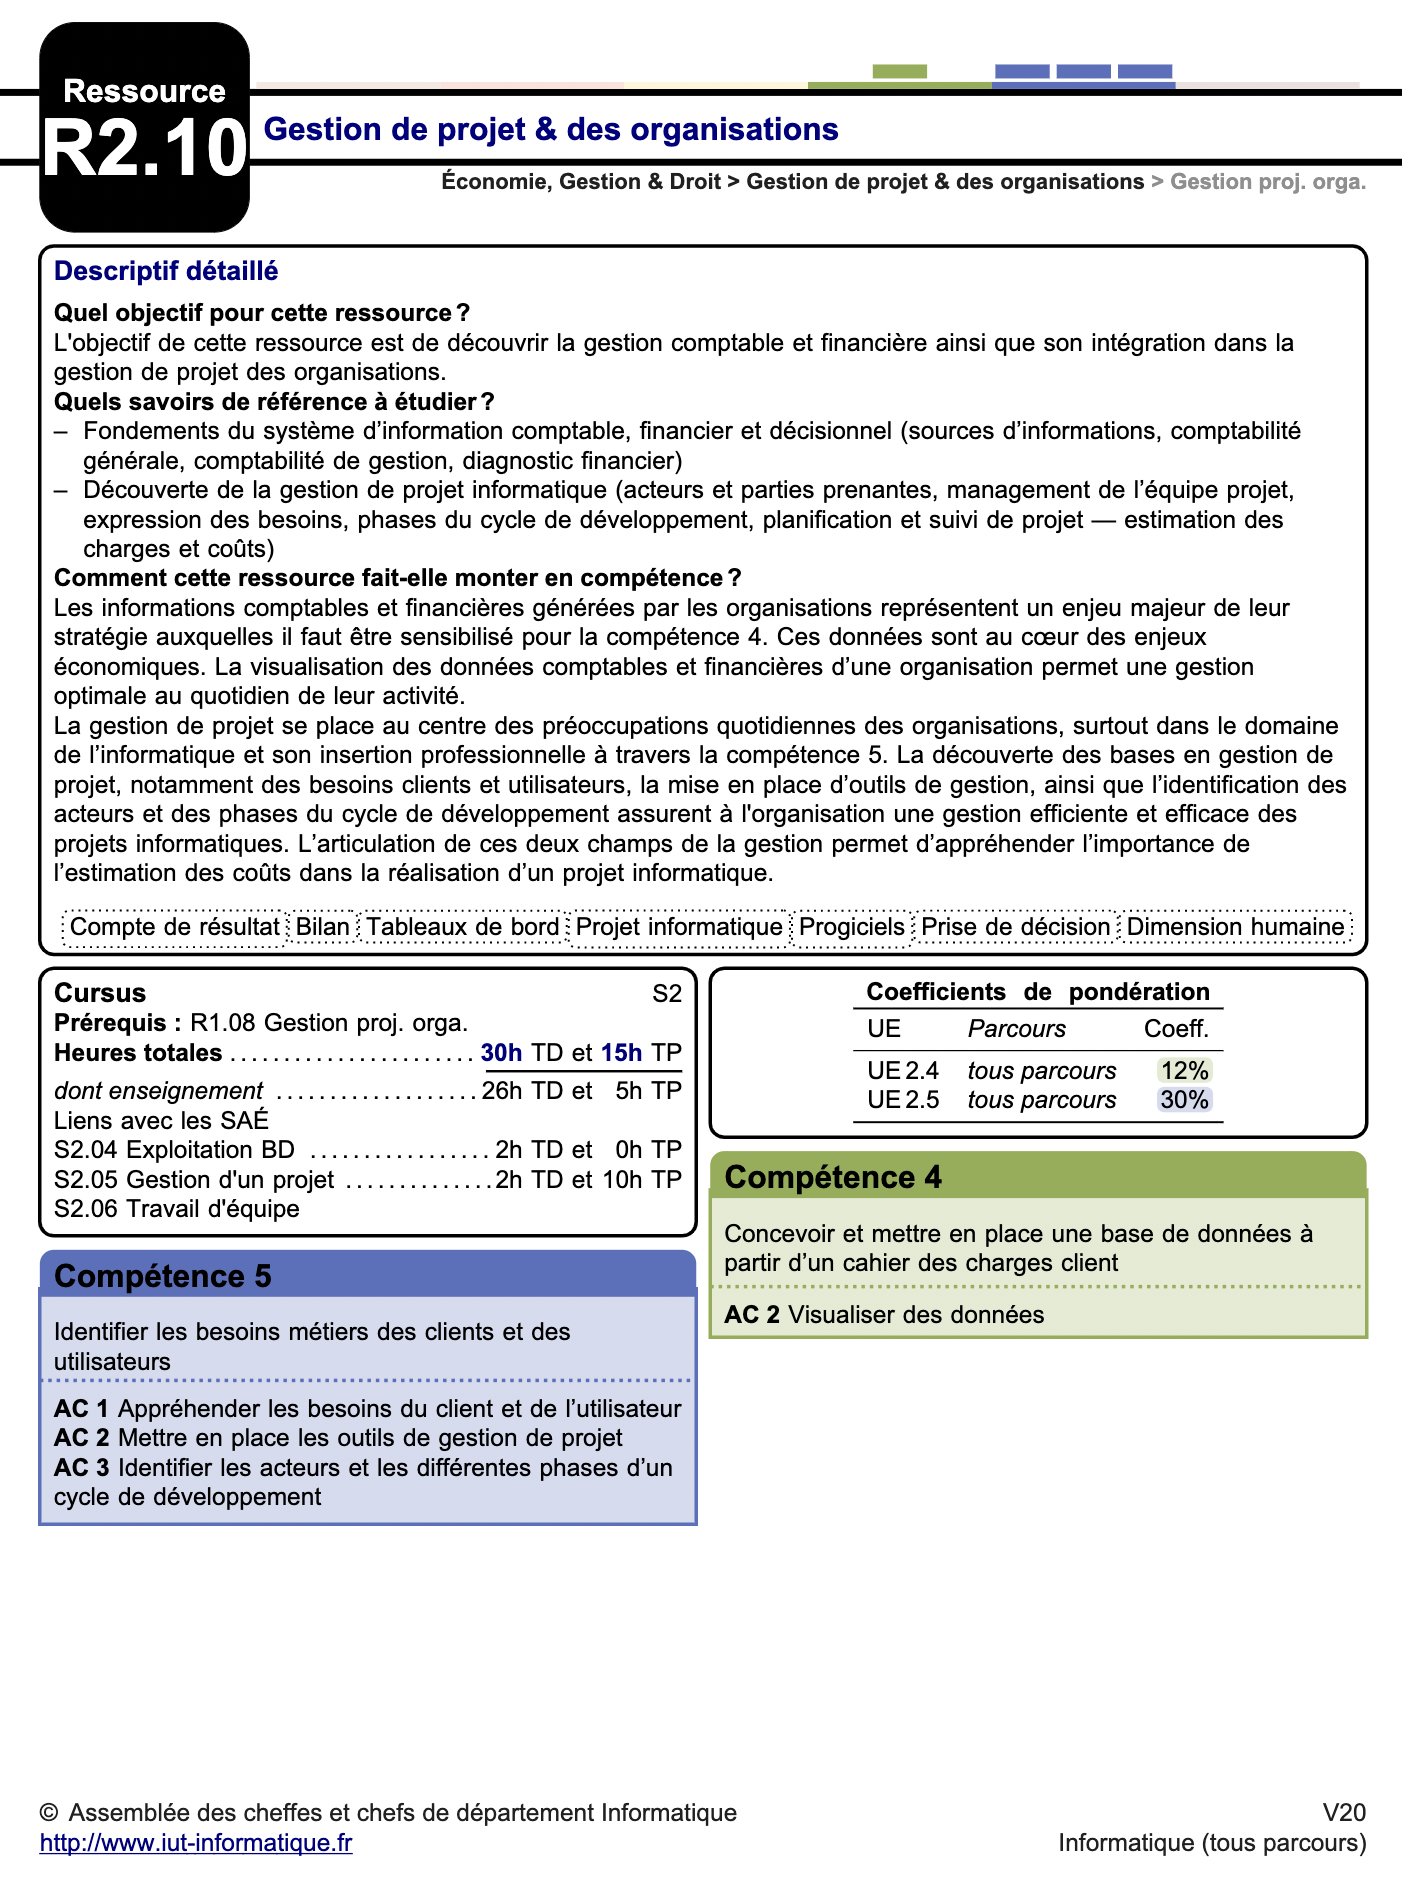 Ressource
R2.10
Gestion de projet & des organisations
Économie, Gestion & Droit > Gestion de projet & des organisations > Gestion proj. orga.
Descriptif détaillé
Quel objectif pour cette ressource ?
L'objectif de cette ressource est de découvrir la gestion comptable et financière ainsi que son intégration dans la
gestion de projet des organisations.
Quels savoirs de référence à étudier ?
– Fondements du système d’information comptable, financier et décisionnel (sources d’informations, comptabilité
générale, comptabilité de gestion, diagnostic financier)
– Découverte de la gestion de projet informatique (acteurs et parties prenantes, management de l’équipe projet,
expression des besoins, phases du cycle de développement, planification et suivi de projet — estimation des
charges et coûts)
Comment cette ressource fait-elle monter en compétence ?
Les informations comptables et financières générées par les organisations représentent un enjeu majeur de leur
stratégie auxquelles il faut être sensibilisé pour la compétence 4. Ces données sont au cœur des enjeux
économiques. La visualisation des données comptables et financières d’une organisation permet une gestion
optimale au quotidien de leur activité.
La gestion de projet se place au centre des préoccupations quotidiennes des organisations, surtout dans le domaine
de l’informatique et son insertion professionnelle à travers la compétence 5. La découverte des bases en gestion de
projet, notamment des besoins clients et utilisateurs, la mise en place d’outils de gestion, ainsi que l’identification des
acteurs et des phases du cycle de développement assurent à l'organisation une gestion efficiente et efficace des
projets informatiques. L’articulation de ces deux champs de la gestion permet d’appréhender l’importance de
l’estimation des coûts dans la réalisation d’un projet informatique.
Compte de résultat Bilan Tableaux de bord Projet informatique Progiciels Prise de décision Dimension humaine
Cursus S2
Prérequis : R1.08 Gestion proj. orga.
Heures totales ....................... 30h TD et 15h TP
dont enseignement ................... 26h TD et 5h TP
Liens avec les SAÉ
S2.04 Exploitation BD ................. 2h TD et 0h TP
S2.05 Gestion d'un projet .............. 2h TD et 10h TP
S2.06 Travail d'équipe
Coefficients de pondération
UE Parcours Coeff.
UE 2.4 tous parcours 12%
UE 2.5 tous parcours 30%
Compétence 4
Concevoir et mettre en place une base de données à
partir d’un cahier des charges client
AC 2 Visualiser des données
Compétence 5
Identifier les besoins métiers des clients et des
utilisateurs
AC 1 Appréhender les besoins du client et de l’utilisateur
AC 2 Mettre en place les outils de gestion de projet
AC 3 Identifier les acteurs et les différentes phases d’un
cycle de développement
© Assemblée des cheffes et chefs de département Informatique V20
http://www.iut-informatique.fr Informatique (tous parcours)